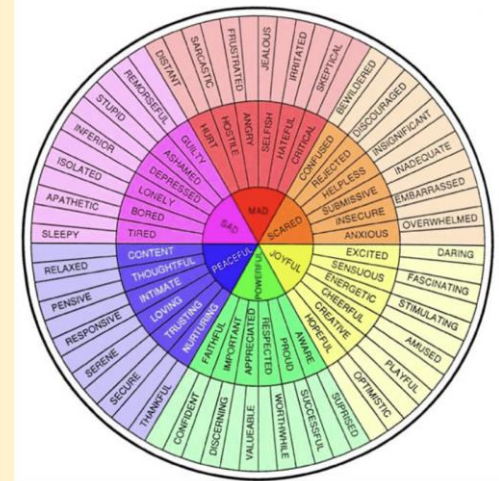 MAD
SCARED
JOYFUL
POWERFUL
PEACEFUL
SAD
HURT
HOSTILE
ANGRY
SELFISH
HATEFUL
CRITICAL
CONFUSED
REJECTED
HELPLESS
SUBMISSIVE
INSECURE
ANXIOUS
EXCITED
SENSUOUS
ENERGETIC
CHEERFUL
CREATIVE
HOPEFUL
AWARE
PROUD
RESPECTED
APPRECIATED
IMPORTANT
FAITHFUL
NURTURING
TRUSTING
LOVING
INTIMATE
THOUGHTFUL
CONTENT
TIRED
BORED
LONELY
DEPRESSED
ASHAMED
GUILTY
DISTANT
SARCASTIC
FRUSTRATED
JEALOUS
IRRITATED
SKEPTICAL
BEWILDERED
DISCOURAGED
INSIGNIFICANT
INADEQUATE
EMBARRASSED
OVERWHELMED
DARING
FASCINATING
STIMULATING
AMUSED
PLAYFUL
OPTIMISTIC
SUPRISED
SUCCESSFUL
WORTHWHILE
VALUEABLE
DISCERNING
CONFIDENT
THANKFUL
SECURE
SERENE
RESPONSIVE
PENSIVE
RELAXED
SLEEPY
APATHETIC
ISOLATED
INFERIOR
STUPID
REMORSEFUL